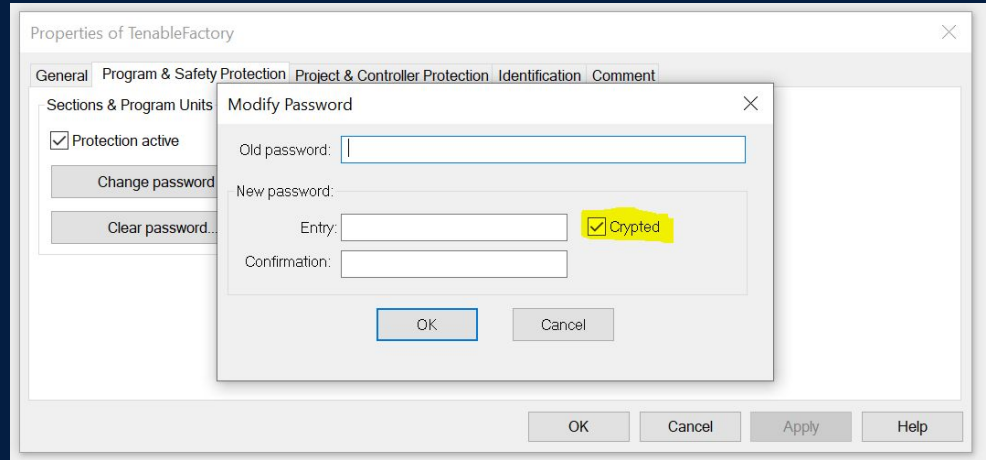 Properties of TenableFactory
General Program & Safety Protection Project & Controller Protection Identification Comment
Sections & Program Units
Modify Password
Protection active
Old password:
Change password
New password:
Clear password...
Entry:
Crypted
Confirmation:
OK Cancel
OK Cancel Apply Help